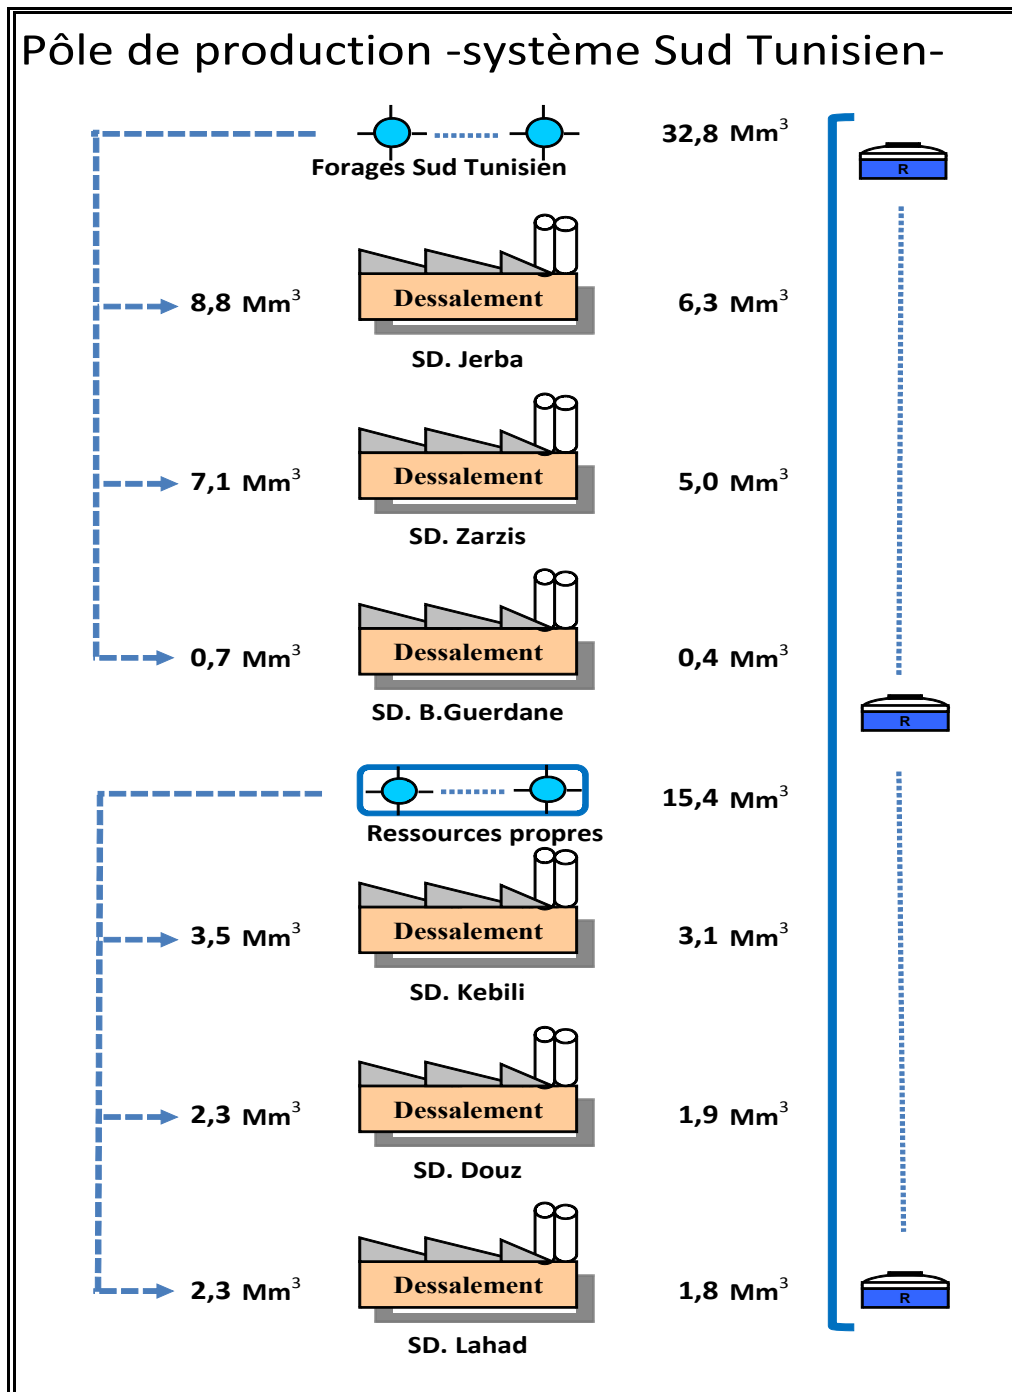 Pôle de production -système Sud Tunisien-
32,8 Mm³
R
Forages Sud Tunisien
8,8 Mm³
Dessalement
6,3 Mm³
SD. Jerba
7,1 Mm³
Dessalement
5,0 Mm³
SD. Zarzis
0,7 Mm³
Dessalement
0,4 Mm³
SD. B.Guerdane
R
15,4 Mm³
Ressources propres
3,5 Mm³
Dessalement
3,1 Mm³
SD. Kebili
2,3 Mm³
Dessalement
1,9 Mm³
SD. Douz
2,3 Mm³
Dessalement
1,8 Mm³
R
SD. Lahad